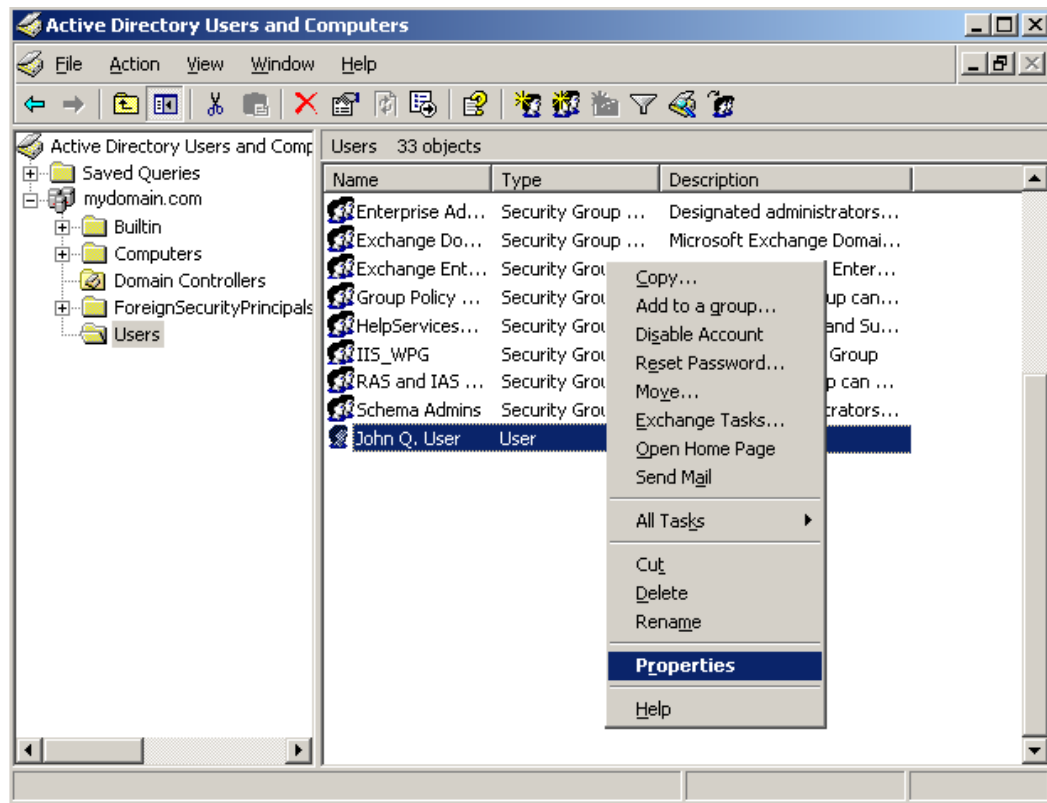 Active Directory Users and Computers
File Action View Window Help
Active Directory Users and Comp
Saved Queries
mydomain.com
Builtin
Computers
Domain Controllers
ForeignSecurityPrincipals
Users
Users 33 objects
Name Type Description
Enterprise Ad... Security Group ... Designated administrators...
Exchange Do... Security Group ... Microsoft Exchange Domai...
Exchange Ent... Security Grou Enter...
Group Policy ... Security Grou up can...
HelpServices... Security Grou and Su...
IIS_WPG Security Grou Group
RAS and IAS ... Security Grou p can ...
Schema Admins Security Grou trators...
John Q. User User
Copy...
Add to a group...
Disable Account
Reset Password...
Move...
Exchange Tasks...
Open Home Page
Send Mail
All Tasks
Cut
Delete
Rename
Properties
Help